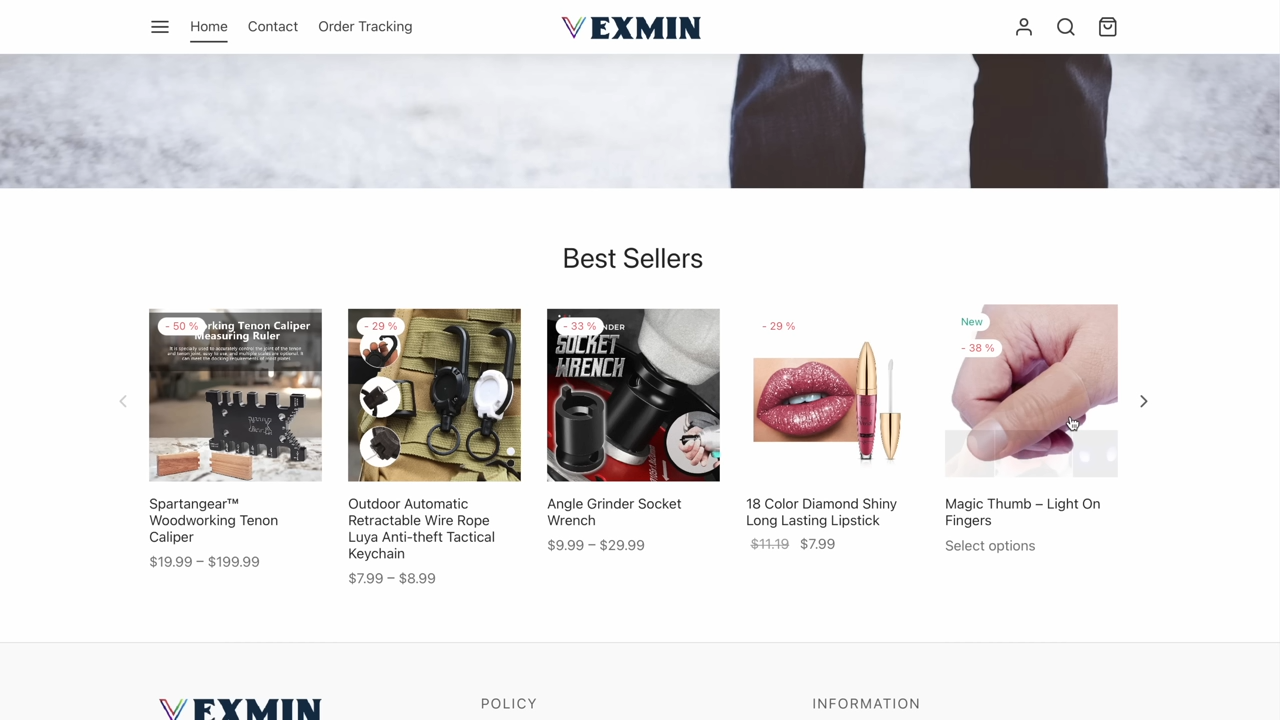 Home
Contact
Order Tracking
VEXMIN
Best Sellers
- 50 %
rking Tenon Caliper
Measuring Ruler
- 29 %
- 33 %
NDER
SOCKET
WRENCH
- 29 %
New
- 38 %
Spartangear™
Woodworking Tenon
Caliper
$19.99 – $199.99
Outdoor Automatic
Retractable Wire Rope
Luya Anti-theft Tactical
Keychain
$7.99 – $8.99
Angle Grinder Socket
Wrench
$9.99 – $29.99
18 Color Diamond Shiny
Long Lasting Lipstick
$11.19 $7.99
Magic Thumb – Light On
Fingers
Select options
VEXMIN
POLICY
INFORMATION